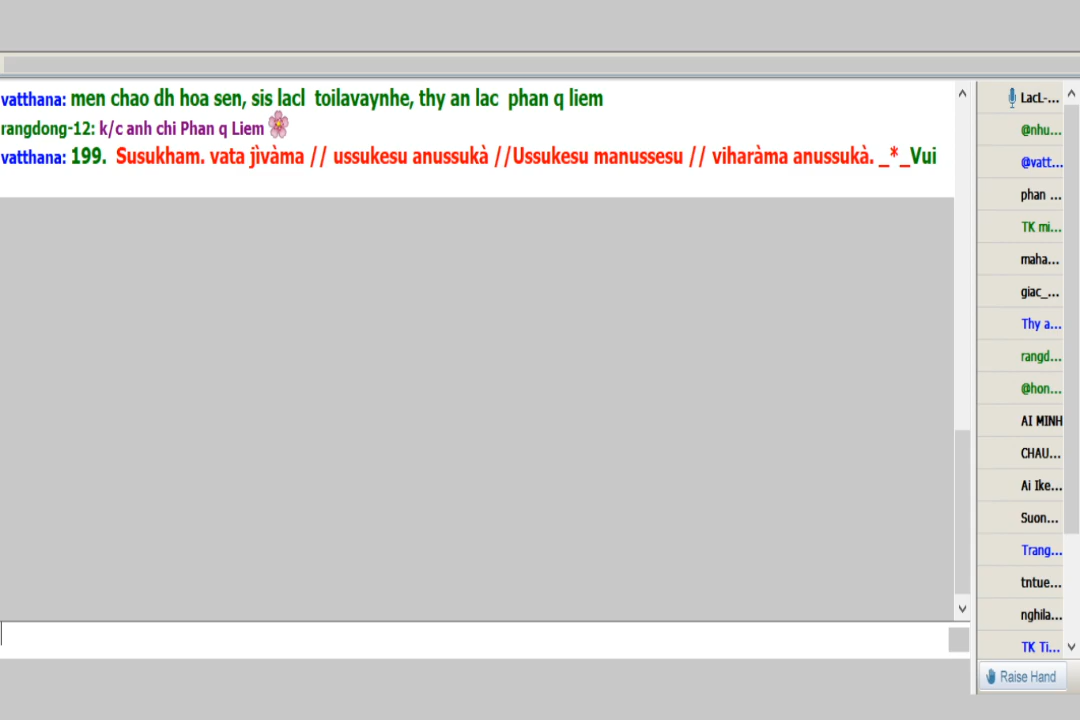 vatthana: men chao dh hoa sen, sis lacl toilavaynhe, thy an lac phan q liem
rangdong-12: k/c anh chi Phan q Liem
vatthana: 199. Susukham. vata jìvàma // ussukesu anussukà //Ussukesu manussesu // viharàma anussukà. _*_Vui
LacL-...
@nhu...
@vatt...
phan ...
TK mi...
maha...
giac_...
Thy a...
rangd...
@hon...
AI MINH
CHAU...
Ai Ike...
Suon...
Trang...
tntue...
nghila...
TK Ti...
Raise Hand